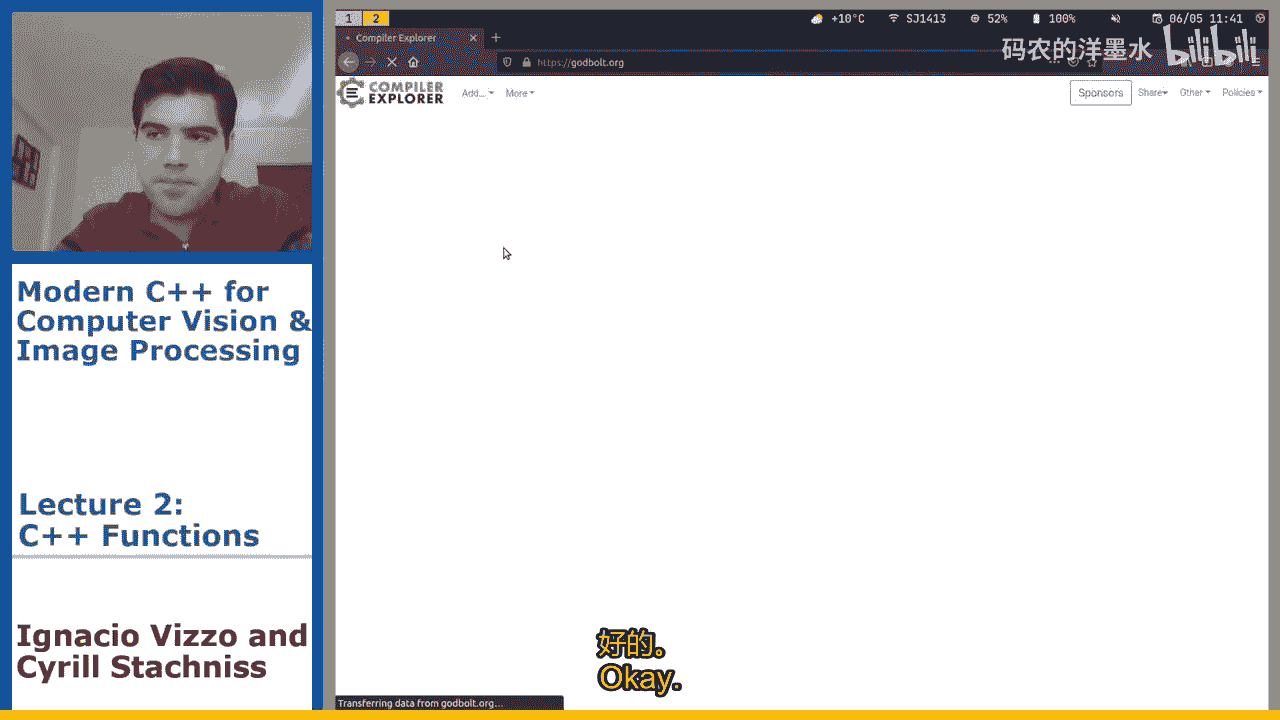 1 2
+10°C SJ1413 52% 100% 06/05 11:41
Compiler Explorer
码农的洋墨水 bilibili
https://godbolt.org
COMPILER
EXPLORER
Add... More
Sponsors Share Other Policies
Modern C++ for
Computer Vision &
Image Processing
Lecture 2:
C++ Functions
Ignacio Vizzo and
Cyrill Stachniss
好的。
Okay.
Transferring data from godbolt.org...